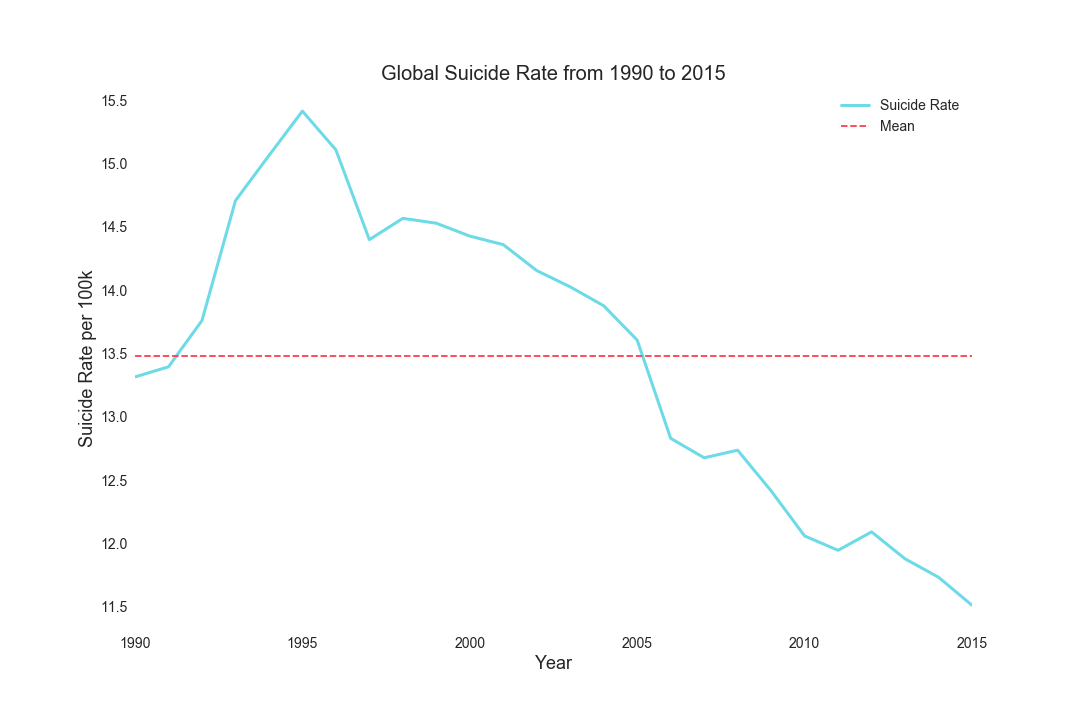 Global Suicide Rate from 1990 to 2015
Suicide Rate
Mean
Suicide Rate per 100k
15.5
15.0
14.5
14.0
13.5
13.0
12.5
12.0
11.5
1990 1995 2000 2005 2010 2015
Year